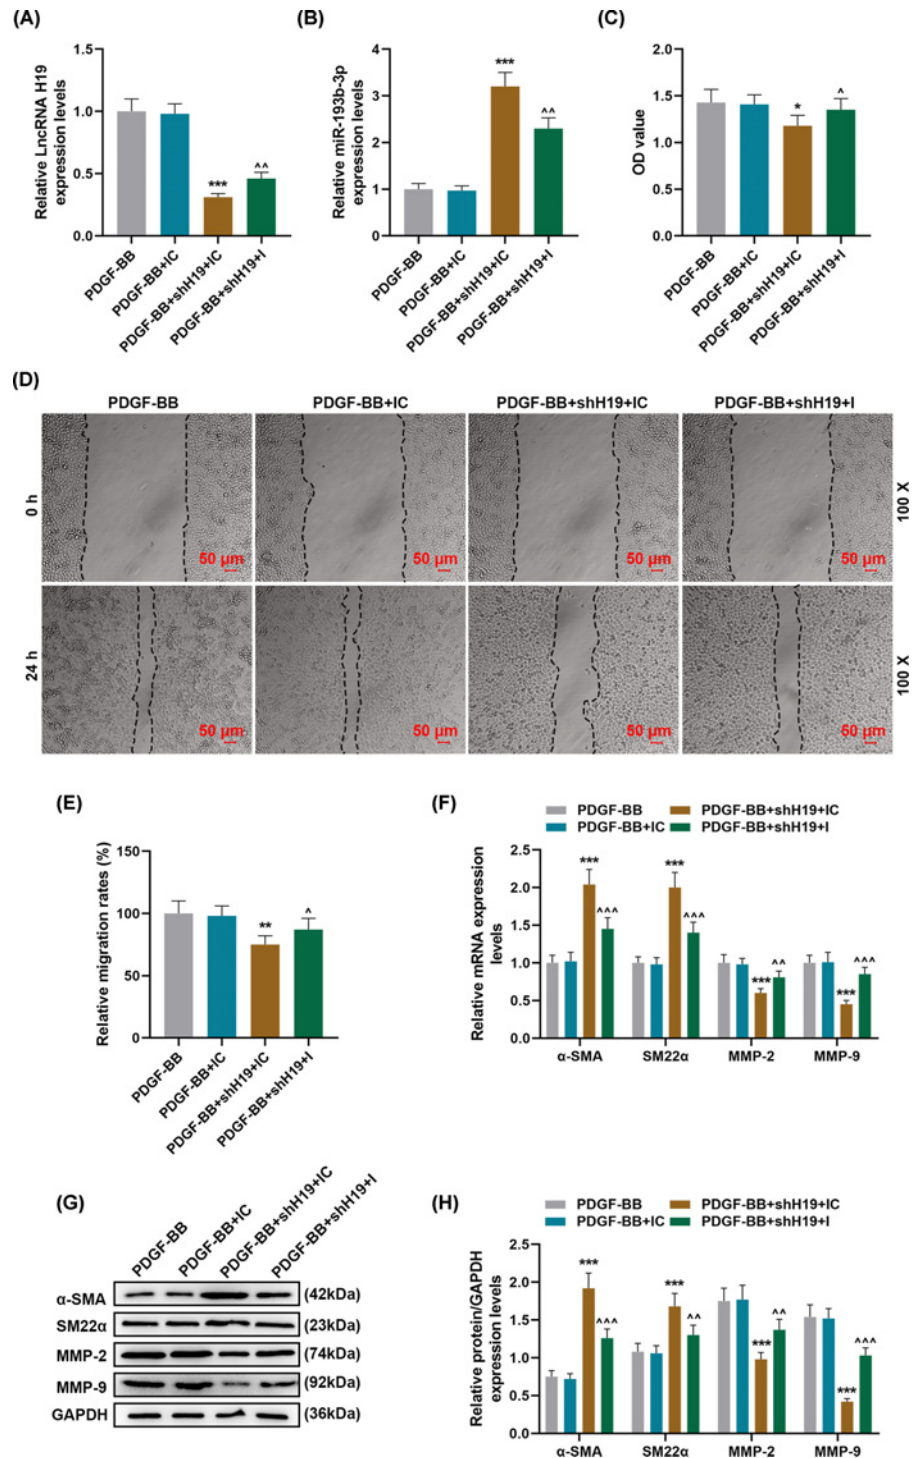 (A)
Relative LncRNA H19
expression levels
1.5
1.0
0.5
0.0
***
^^
PDGF-BB
PDGF-BB+IC
PDGF-BB+shH19+IC
PDGF-BB+shH19+I
(B)
Relative miR-193b-3p
expression levels
4
3
2
1
0
***
^^
PDGF-BB
PDGF-BB+IC
PDGF-BB+shH19+IC
PDGF-BB+shH19+I
(C)
OD value
2.0
1.5
1.0
0.5
0.0
*
^
PDGF-BB
PDGF-BB+IC
PDGF-BB+shH19+IC
PDGF-BB+shH19+I
(D)
PDGF-BB
PDGF-BB+IC
PDGF-BB+shH19+IC
PDGF-BB+shH19+I
0 h
50 μm
50 μm
50 μm
50 μm
100 X
24 h
50 μm
50 μm
50 μm
50 μm
100 X
(E)
Relative migration rates (%)
150
100
50
0
**
^
PDGF-BB
PDGF-BB+IC
PDGF-BB+shH19+IC
PDGF-BB+shH19+I
(F)
PDGF-BB
PDGF-BB+shH19+IC
PDGF-BB+IC
PDGF-BB+shH19+I
Relative mRNA expression
levels
2.5
2.0
1.5
1.0
0.5
0.0
***
^^^
***
^^^
***
^^
***
^^^
α-SMA
SM22α
MMP-2
MMP-9
(G)
PDGF-BB
PDGF-BB+IC
PDGF-BB+shH19+IC
PDGF-BB+shH19+I
α-SMA
(42kDa)
SM22α
(23kDa)
MMP-2
(74kDa)
MMP-9
(92kDa)
GAPDH
(36kDa)
(H)
PDGF-BB
PDGF-BB+shH19+IC
PDGF-BB+IC
PDGF-BB+shH19+I
Relative protein/GAPDH
expression levels
2.5
2.0
1.5
1.0
0.5
0.0
***
^^^
***
^^
***
^^
***
^^^
α-SMA
SM22α
MMP-2
MMP-9